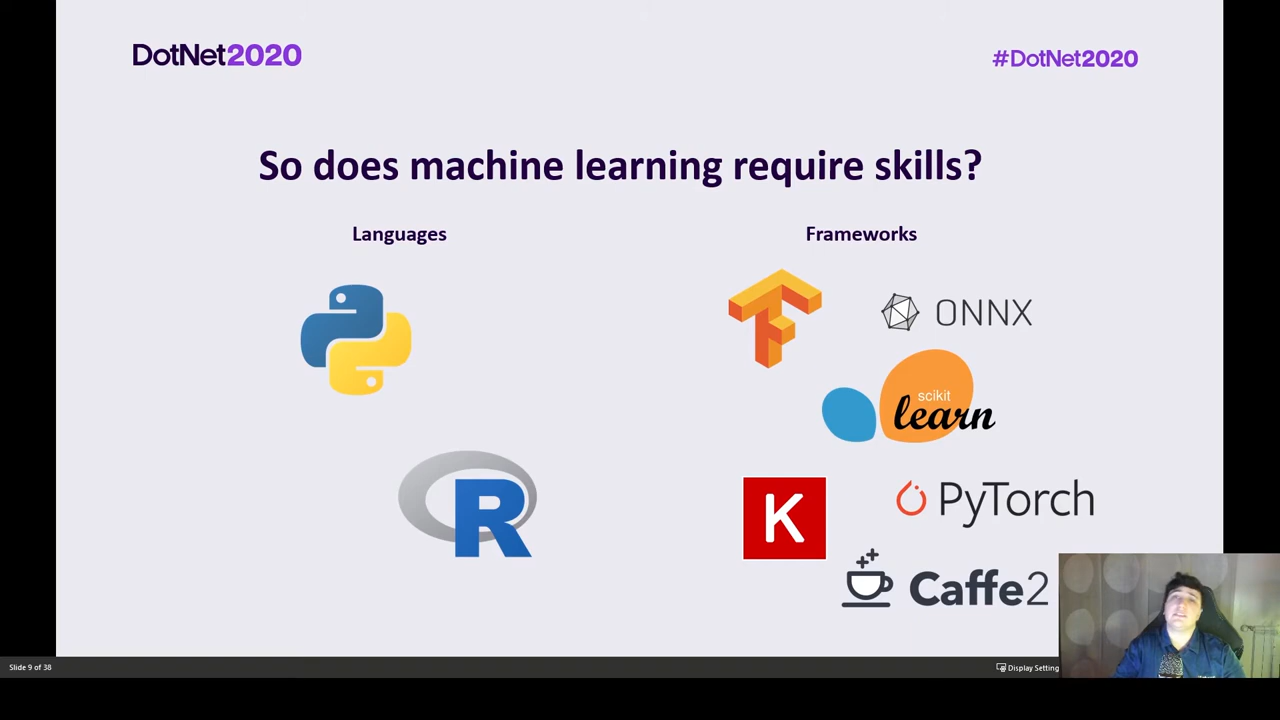 DotNet2020
#DotNet2020
So does machine learning require skills?
Languages
Frameworks
ONNX
scikit
learn
R
K
PyTorch
Caffe2
Slide 9 of 38
Display Setting